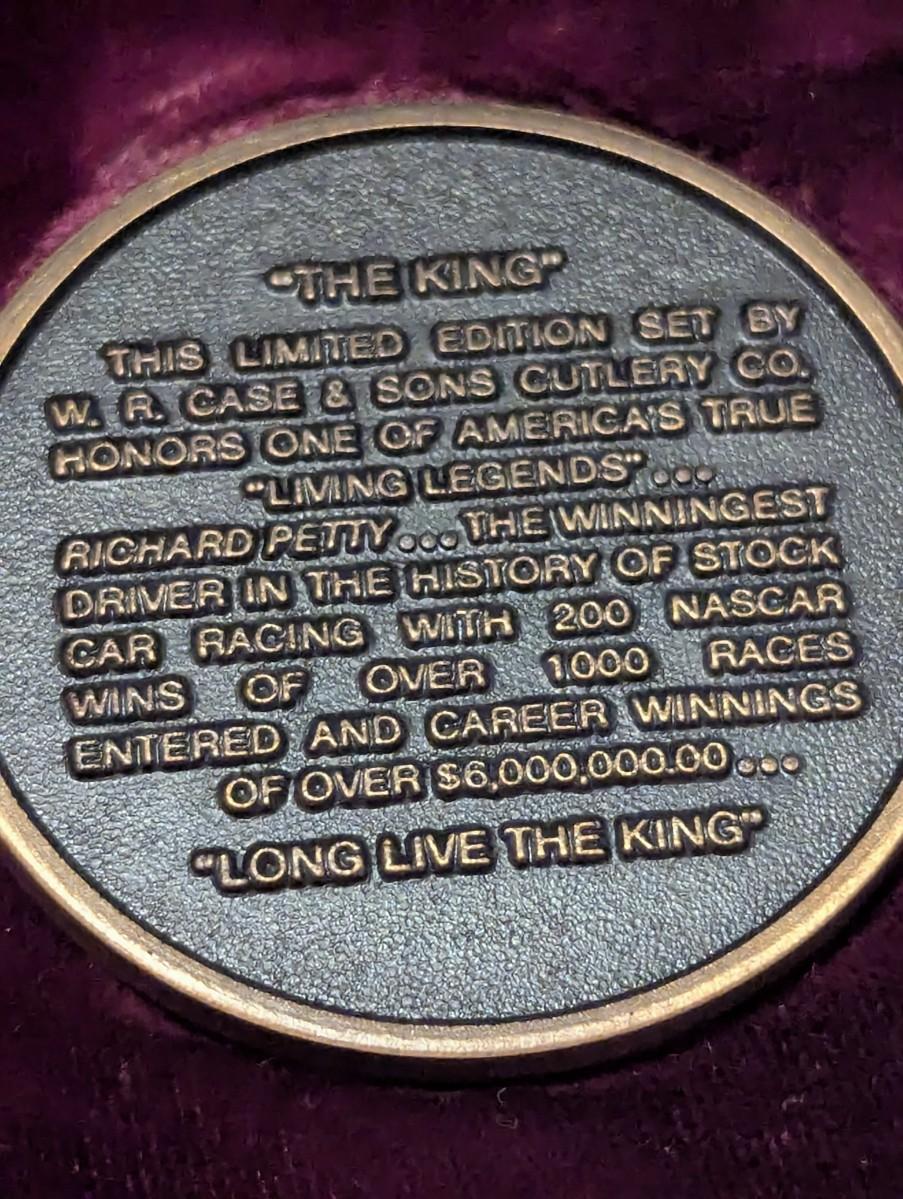 "THE KING"
THIS LIMITED EDITION SET BY
W. R. CASE & SONS CUTLERY CO.
HONORS ONE OF AMERICA'S TRUE
"LIVING LEGENDS"...
RICHARD PETTY...THE WINNINGEST
DRIVER IN THE HISTORY OF STOCK
CAR RACING WITH 200 NASCAR
WINS OF OVER 1000 RACES
ENTERED AND CAREER WINNINGS
OF OVER $6,000,000.00...
"LONG LIVE THE KING"